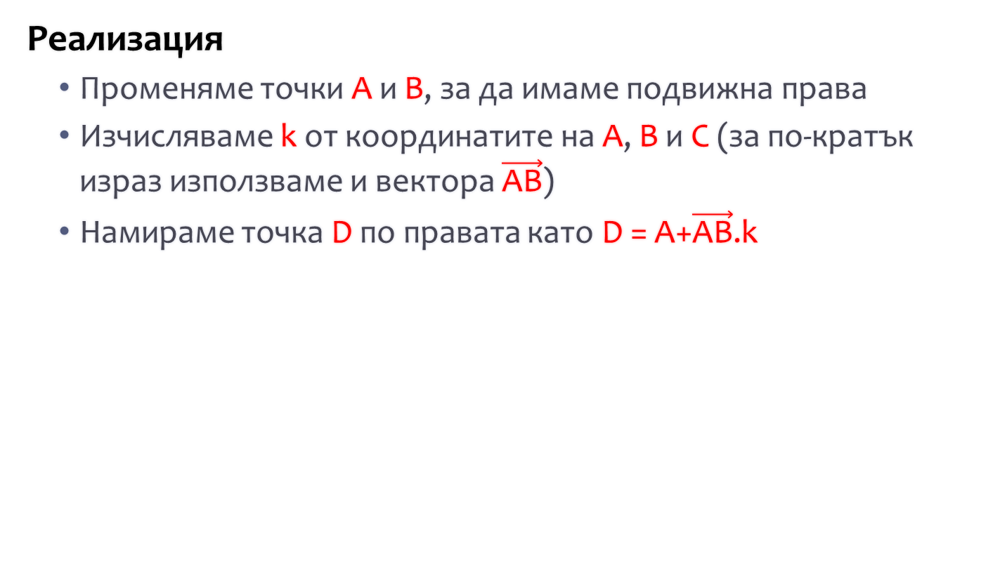 Реализация
• Променяме точки A и B, за да имаме подвижна права
• Изчисляваме k от координатите на A, B и C (за по-кратък
израз използваме и вектора \overrightarrow{AB})
• Намираме точка D по правата като D = A+\overrightarrow{AB}.k